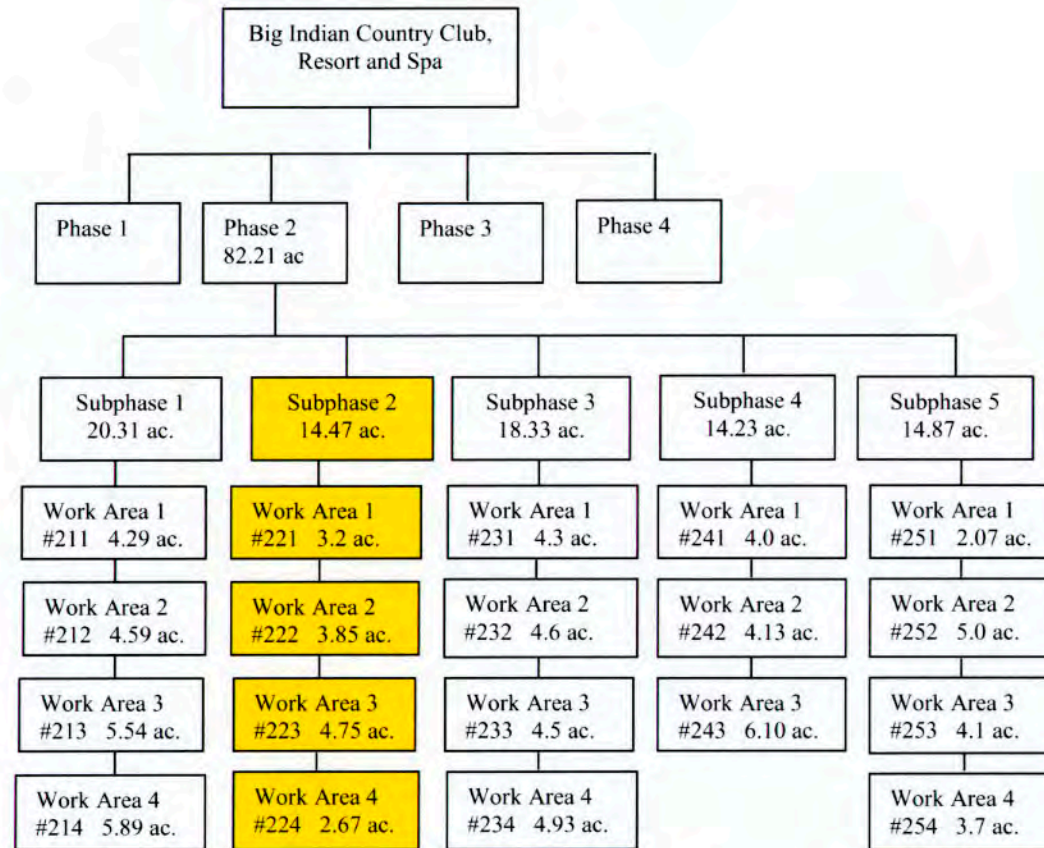 Big Indian Country Club,
Resort and Spa
Phase 1
Phase 2
82.21 ac
Phase 3
Phase 4
Subphase 1
20.31 ac.
Subphase 2
14.47 ac.
Subphase 3
18.33 ac.
Subphase 4
14.23 ac.
Subphase 5
14.87 ac.
Work Area 1
#211 4.29 ac.
Work Area 1
#221 3.2 ac.
Work Area 1
#231 4.3 ac.
Work Area 1
#241 4.0 ac.
Work Area 1
#251 2.07 ac.
Work Area 2
#212 4.59 ac.
Work Area 2
#222 3.85 ac.
Work Area 2
#232 4.6 ac.
Work Area 2
#242 4.13 ac.
Work Area 2
#252 5.0 ac.
Work Area 3
#213 5.54 ac.
Work Area 3
#223 4.75 ac.
Work Area 3
#233 4.5 ac.
Work Area 3
#243 6.10 ac.
Work Area 3
#253 4.1 ac.
Work Area 4
#214 5.89 ac.
Work Area 4
#224 2.67 ac.
Work Area 4
#234 4.93 ac.
Work Area 4
#254 3.7 ac.